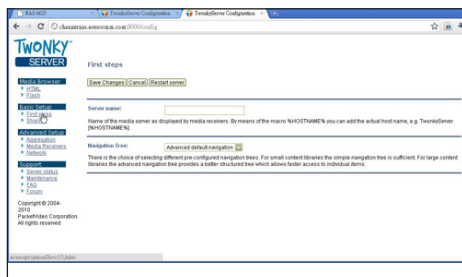 NAS 6021
TwonkyServer Configuration
TwonkyServer Configuration
TWONKY
SERVER
Media Browser
HTML
Flash
Basic Setup
First steps
Sharing
Advanced Setup
Aggregation
Media Receivers
Network
Support
Server status
Maintenance
FAQ
Forum
Copyright © 2004-
2010
PacketVideo Corporation.
All rights reserved
First steps
Save Changes Cancel Restart server
Server name:
Name of the media server as displayed by media receivers. By means of the macro %HOSTNAME% you can add the actual host name, e.g. TwonkyServer
[%HOSTNAME%].
Navigation Tree:
Advanced default navigation
There is the choice of selecting different pre-configured navigation trees. For small content libraries the simple navigation tree is sufficient. For large content
libraries the advanced navigation tree provides a better structured tree which allows faster access to individual items.